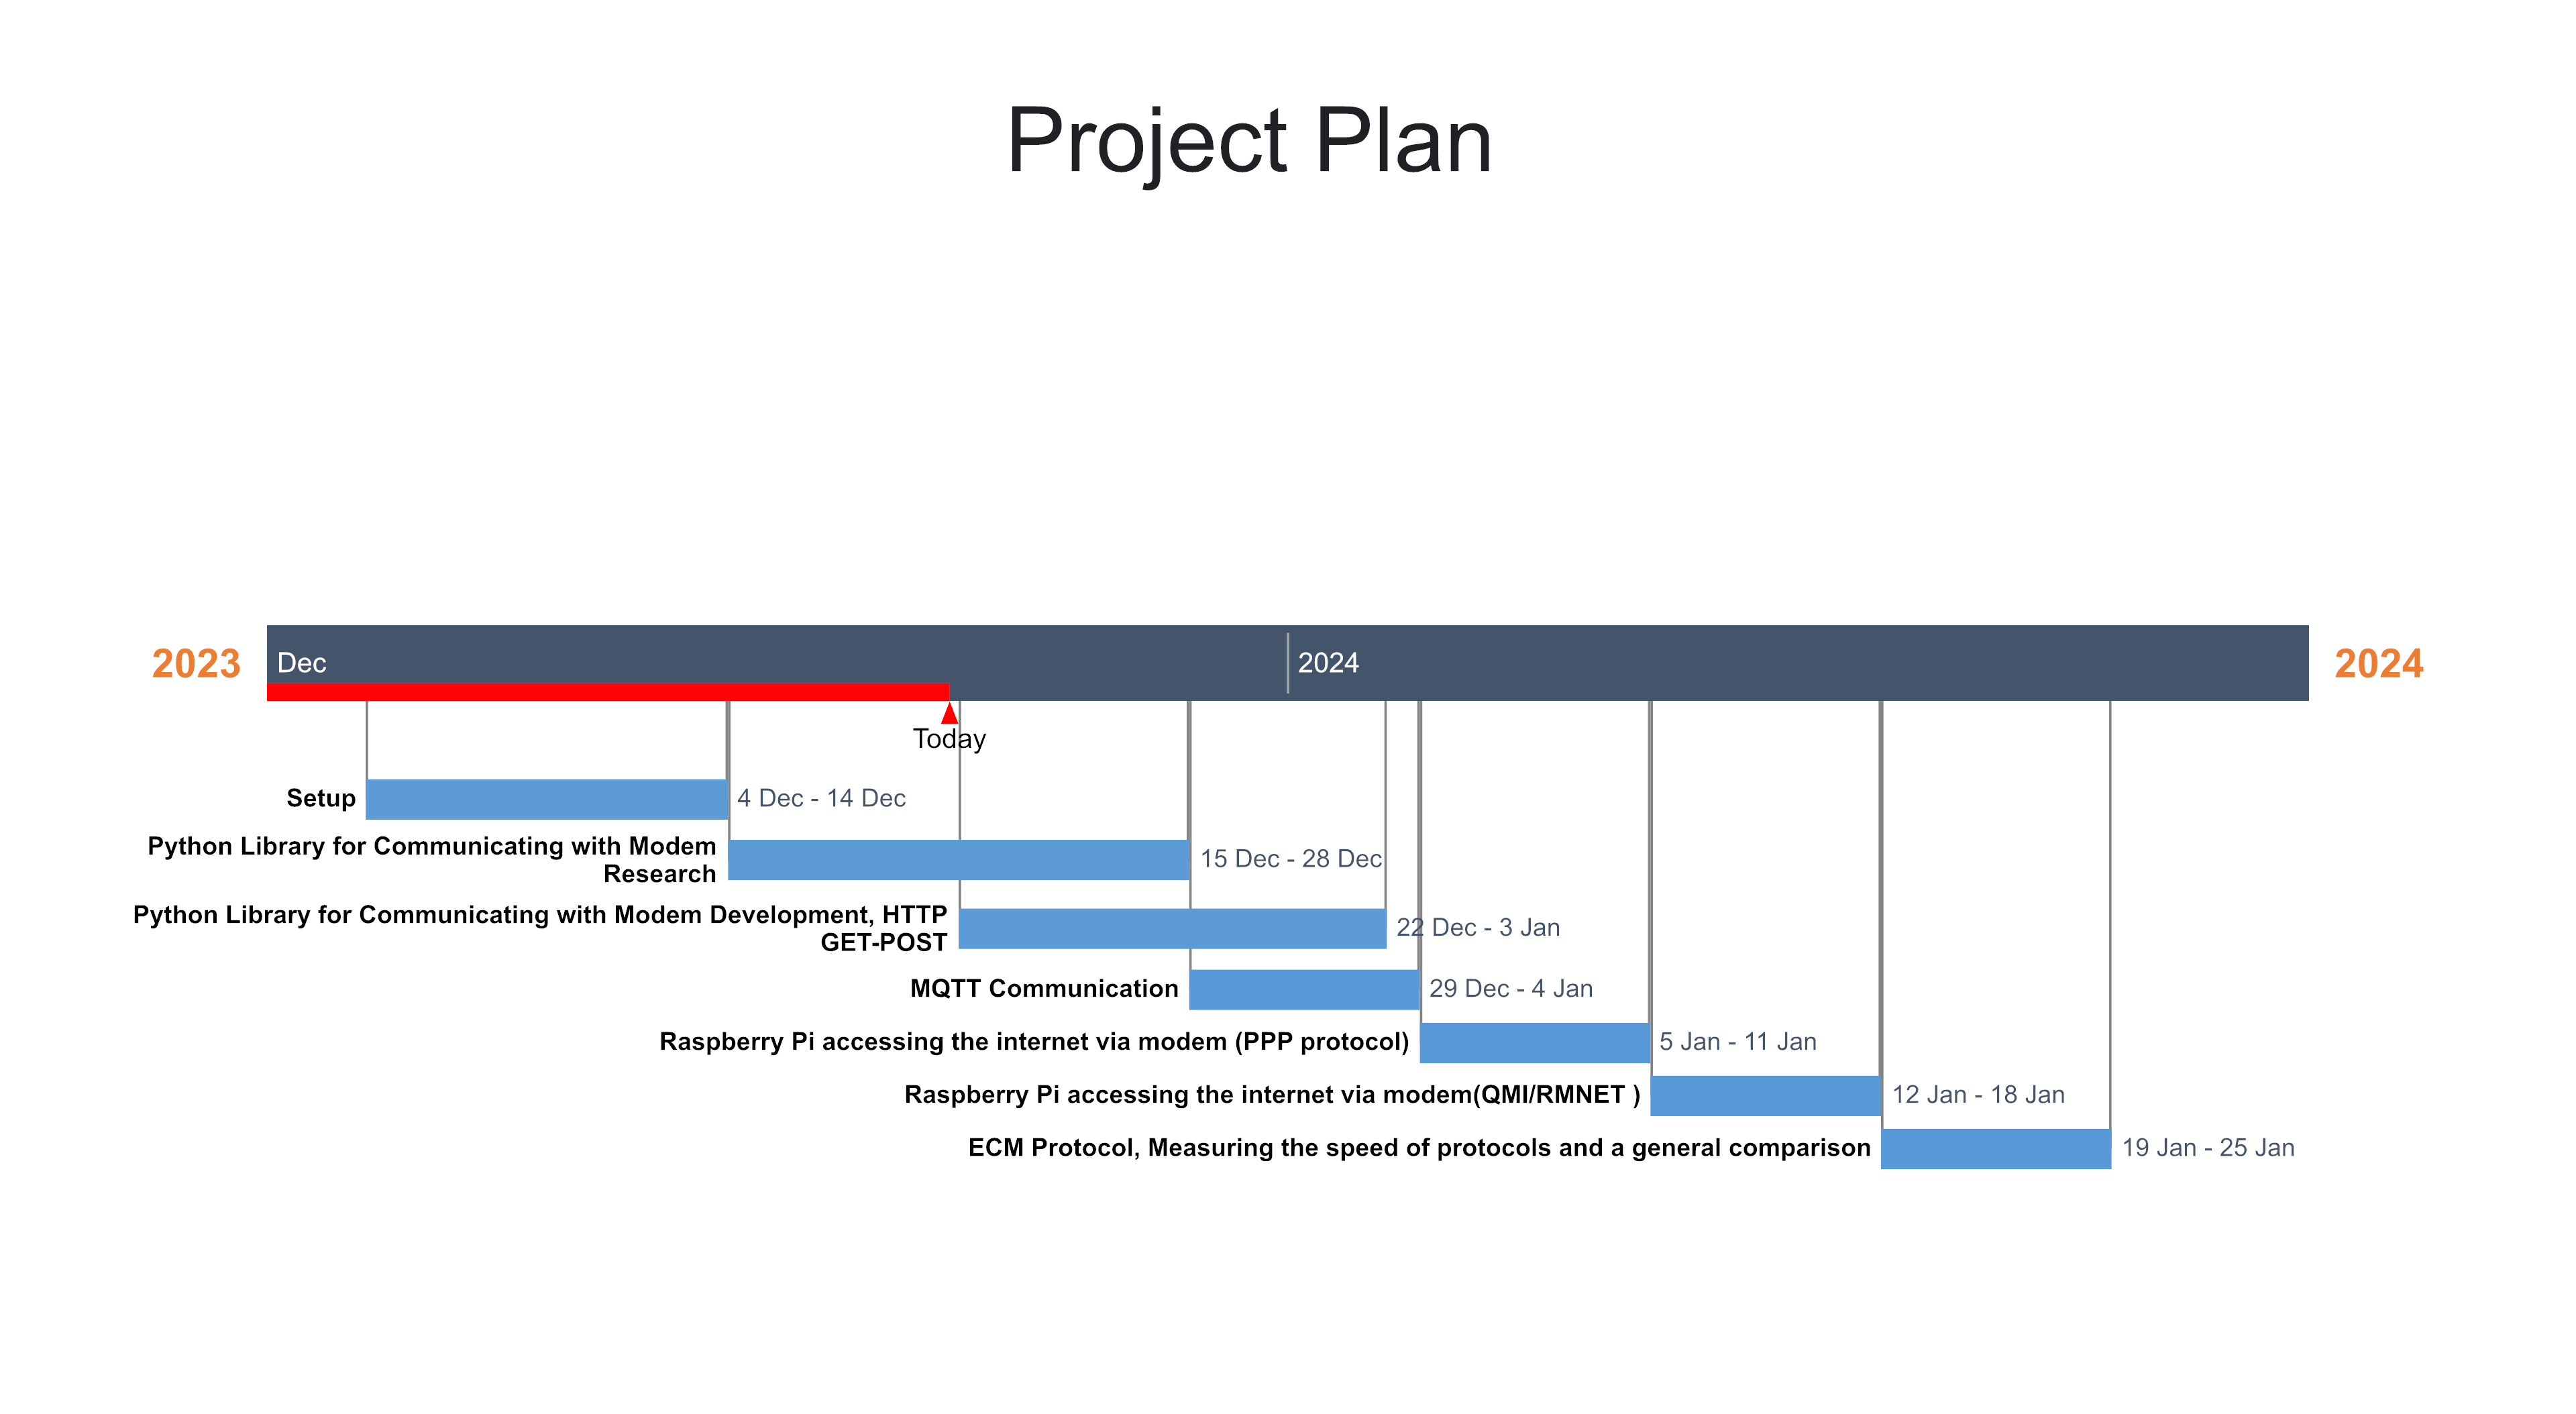 Project Plan
2023
Dec
2024
2024
Today
Setup
4 Dec - 14 Dec
Python Library for Communicating with Modem
Research
15 Dec - 28 Dec
Python Library for Communicating with Modem Development, HTTP
GET-POST
22 Dec - 3 Jan
MQTT Communication
29 Dec - 4 Jan
Raspberry Pi accessing the internet via modem (PPP protocol)
5 Jan - 11 Jan
Raspberry Pi accessing the internet via modem(QMI/RMNET )
12 Jan - 18 Jan
ECM Protocol, Measuring the speed of protocols and a general comparison
19 Jan - 25 Jan